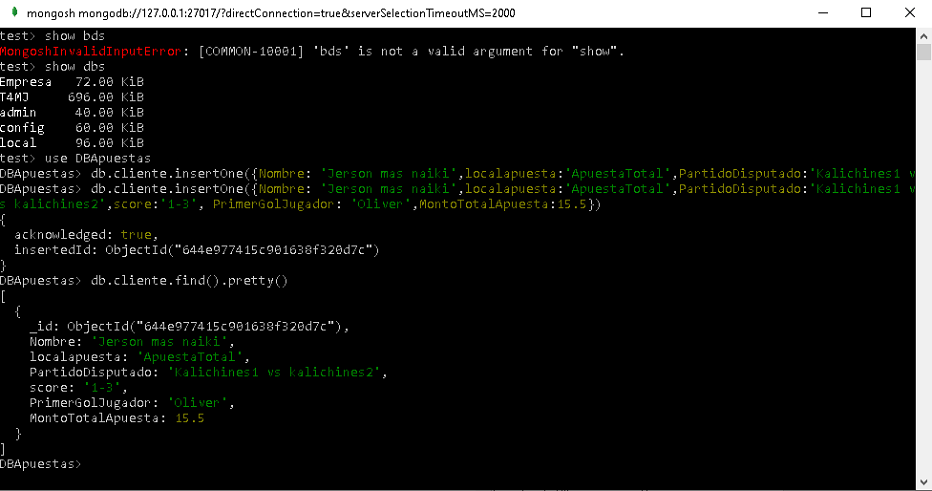 mongosh mongodb://127.0.0.1:27017/?directConnection=true&serverSelectionTimeoutMS=2000
test> show bds
MongoshInvalidInputError: [COMMON-10001] 'bds' is not a valid argument for "show".
test> show dbs
Empresa   72.00 KiB
T4MJ     696.00 KiB
admin     40.00 KiB
config    60.00 KiB
local     96.00 KiB
test> use DBApuestas
DBApuestas> db.cliente.insertOne({Nombre: 'Jerson mas naiki',localapuesta:'ApuestaTotal',PartidoDisputado:'Kalichines1 v
DBApuestas> db.cliente.insertOne({Nombre: 'Jerson mas naiki',localapuesta:'ApuestaTotal',PartidoDisputado:'Kalichines1 v
s kalichines2',score:'1-3', PrimerGolJugador: 'Oliver',MontoTotalApuesta:15.5})
{
  acknowledged: true,
  insertedId: ObjectId("644e977415c901638f320d7c")
}
DBApuestas> db.cliente.find().pretty()
[
  {
    _id: ObjectId("644e977415c901638f320d7c"),
    Nombre: 'Jerson mas naiki',
    localapuesta: 'ApuestaTotal',
    PartidoDisputado: 'Kalichines1 vs kalichines2',
    score: '1-3',
    PrimerGolJugador: 'Oliver',
    MontoTotalApuesta: 15.5
  }
]
DBApuestas>